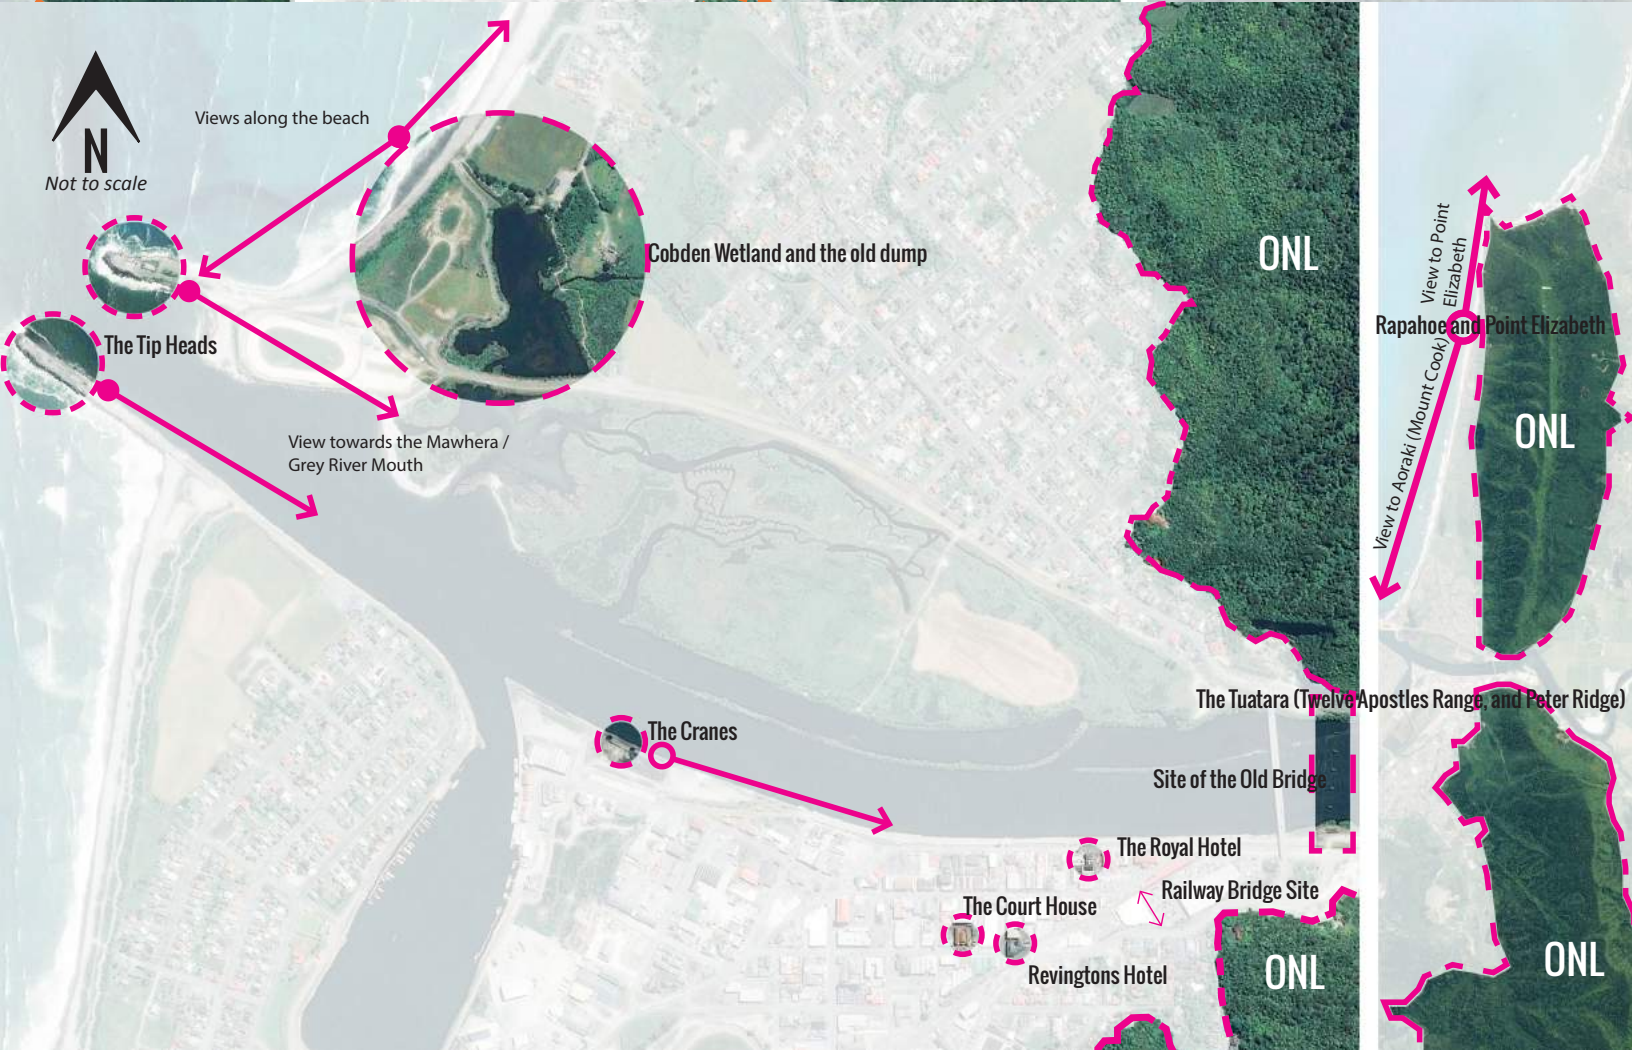 Views along the beach
N
Not to scale
Cobden Wetland and the old dump
ONL
View to Point
Elizabeth
Rapahoe and Point Elizabeth
The Tip Heads
View to Aoraki (Mount Cook)
ONL
View towards the Mawhera /
Grey River Mouth
The Tuatara (Twelve Apostles Range, and Peter Ridge)
The Cranes
Site of the Old Bridge
The Royal Hotel
Railway Bridge Site
The Court House
Revingtons Hotel
ONL
ONL